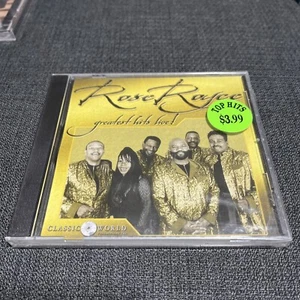 Rose Royce
greatest hits live!
TOP HITS
$3.99
CLASSIC WORLD